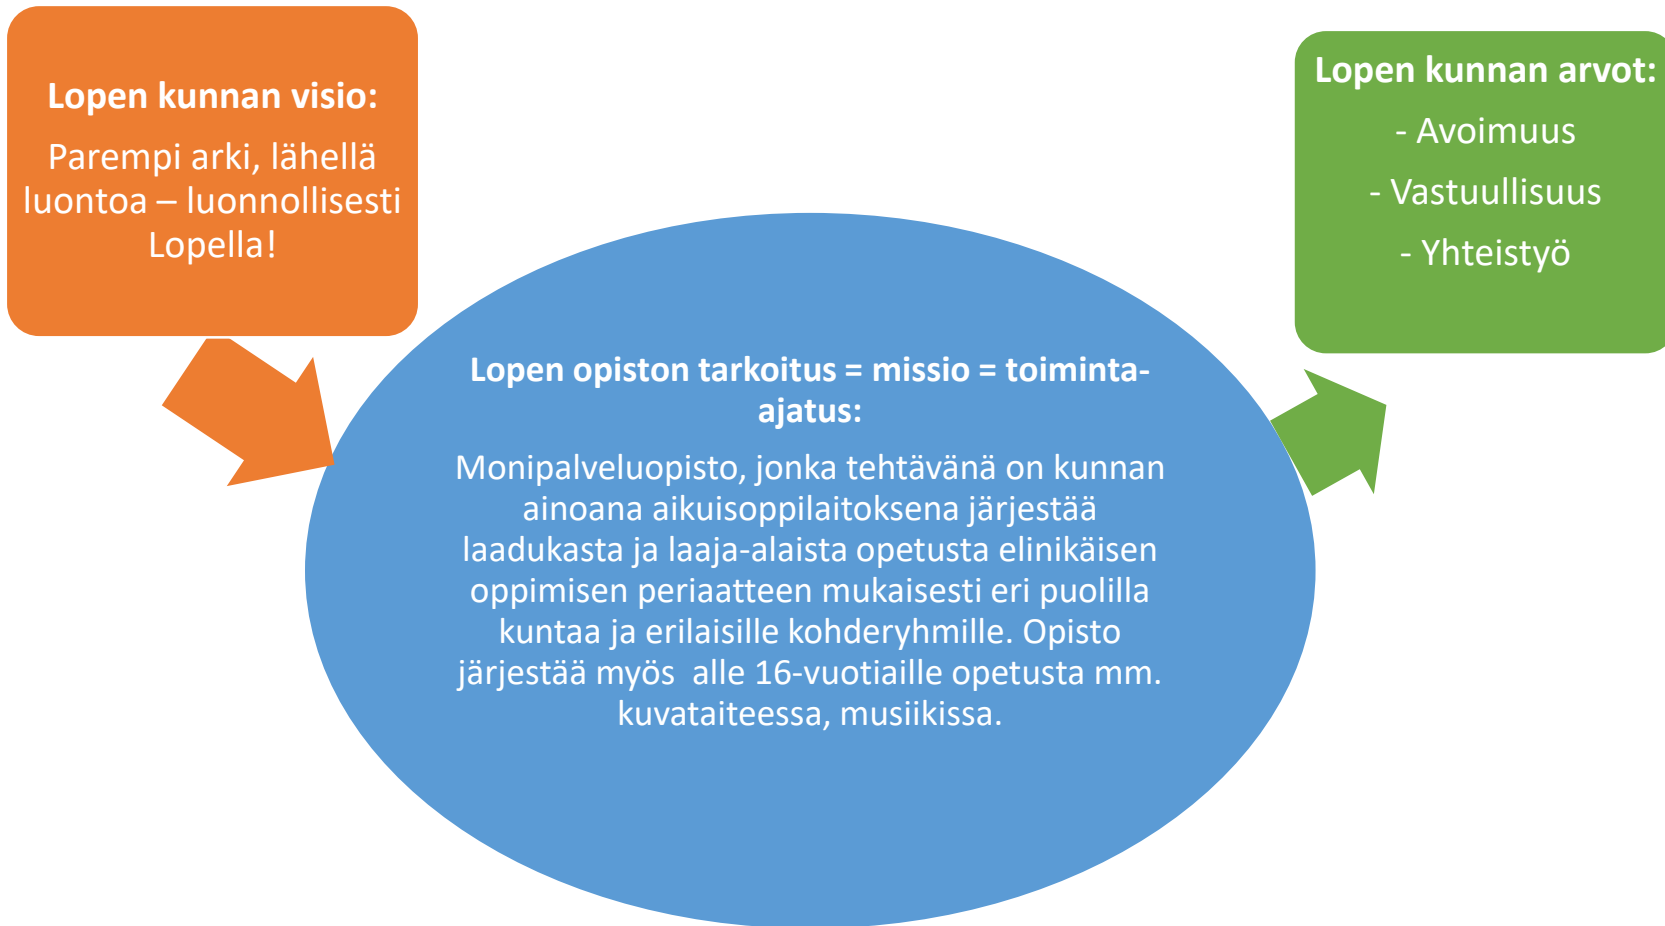 Lopen kunnan visio:
Parempi arki, lähellä
luontoa – luonnollisesti
Lopella!
Lopen opiston tarkoitus = missio = toiminta-
ajatus:
Monipalveluopisto, jonka tehtävänä on kunnan
ainoana aikuisoppilaitoksena järjestää
laadukasta ja laaja-alaista opetusta elinikäisen
oppimisen periaatteen mukaisesti eri puolilla
kuntaa ja erilaisille kohderyhmille. Opisto
järjestää myös  alle 16-vuotiaille opetusta mm.
kuvataiteessa, musiikissa.
Lopen kunnan arvot:
- Avoimuus
- Vastuullisuus
- Yhteistyö